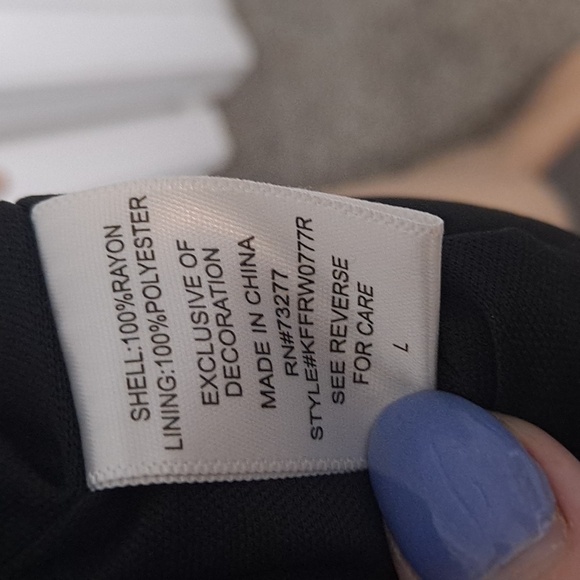 SHELL:100%RAYON
LINING:100%POLYESTER
EXCLUSIVE OF
DECORATION
MADE IN CHINA
RN#73277
STYLE#KFFRW0777R
SEE REVERSE
FOR CARE
L